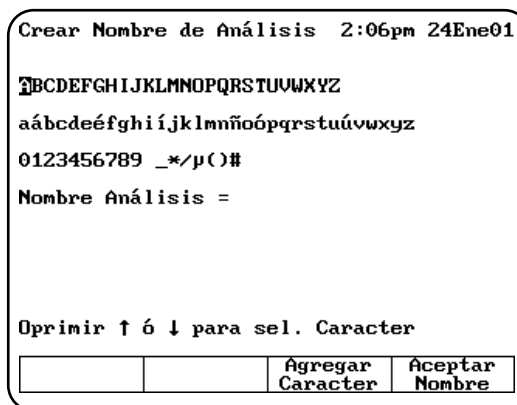 Crear Nombre de Análisis 2:06pm 24Ene01
ABCDEFGHIJKLMNOPQRSTUVWXYZ
aábcdeéfghiíjklmnñoópqrstuúvwxyz
0123456789 _*/µ()#
Nombre Análisis =
Oprimir ↑ ó ↓ para sel. Caracter
Agregar Caracter
Aceptar Nombre